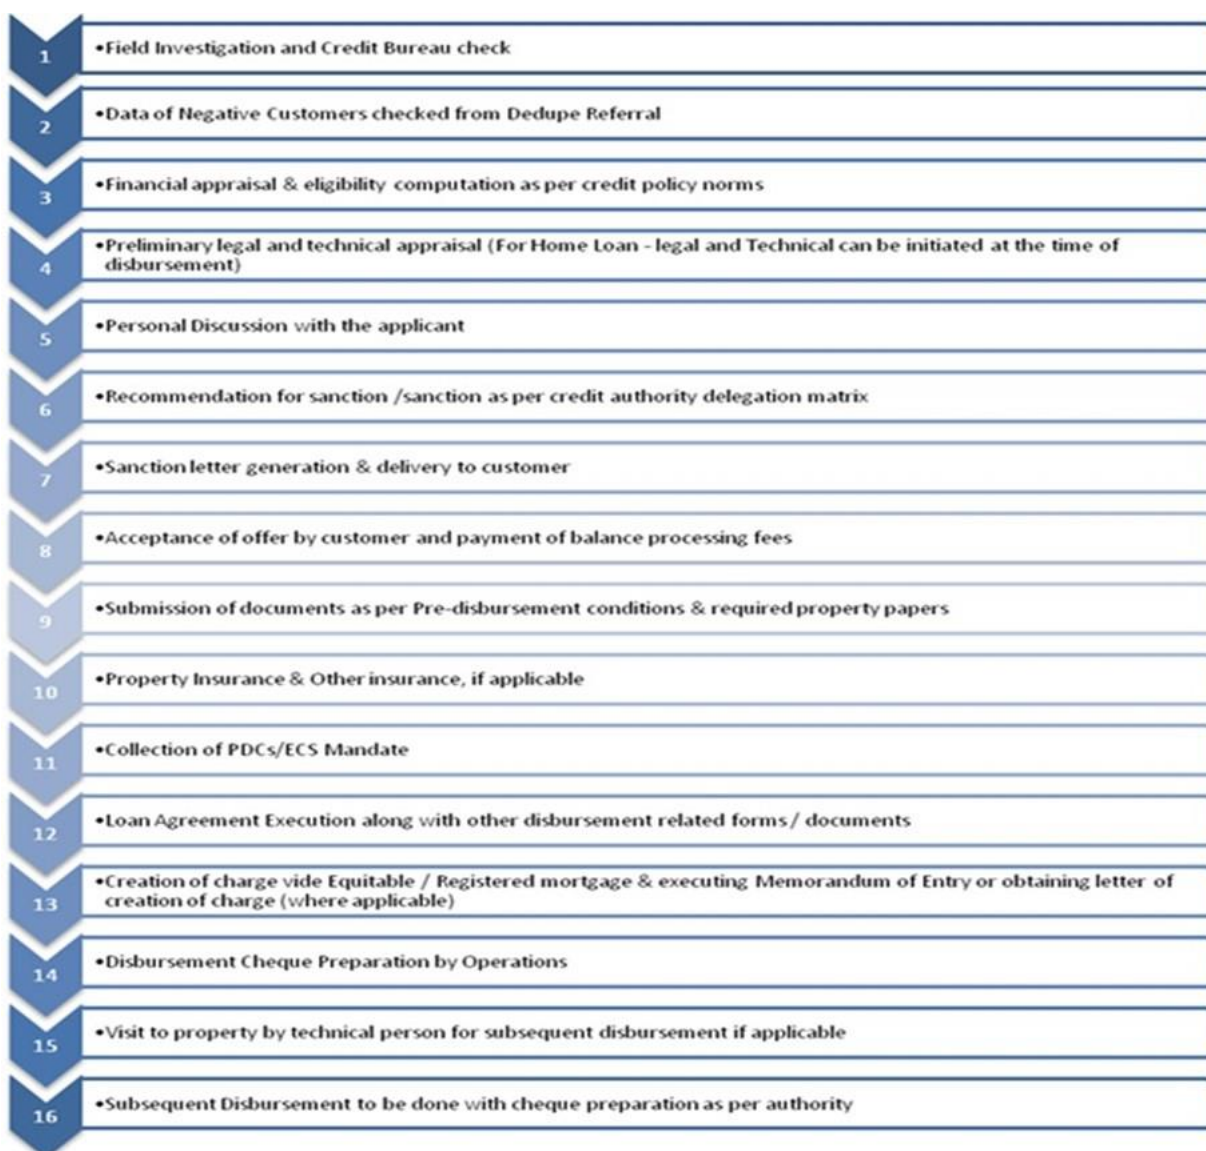 1
•Field Investigation and Credit Bureau check
2
•Data of Negative Customers checked from Dedupe Referral
3
•Financial appraisal & eligibility computation as per credit policy norms
4
•Preliminary legal and technical appraisal (For Home Loan - legal and Technical can be initiated at the time of
disbursement)
5
•Personal Discussion with the applicant
6
•Recommendation for sanction /sanction as per credit authority delegation matrix
7
•Sanction letter generation & delivery to customer
8
•Acceptance of offer by customer and payment of balance processing fees
9
•Submission of documents as per Pre-disbursement conditions & required property papers
10
•Property Insurance & Other insurance, if applicable
11
•Collection of PDCs/ECS Mandate
12
•Loan Agreement Execution along with other disbursement related forms / documents
13
•Creation of charge vide Equitable / Registered mortgage & executing Memorandum of Entry or obtaining letter of
creation of charge (where applicable)
14
•Disbursement Cheque Preparation by Operations
15
•Visit to property by technical person for subsequent disbursement if applicable
16
•Subsequent Disbursement to be done with cheque preparation as per authority